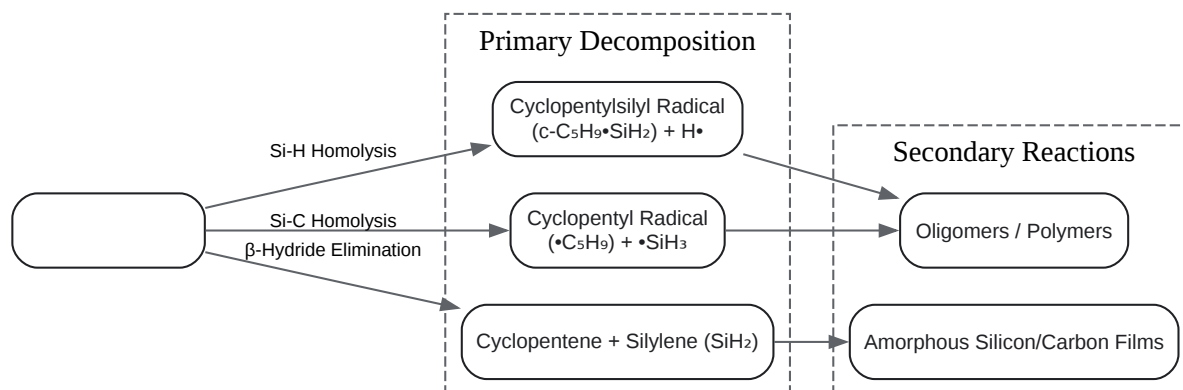 Primary Decomposition
Cyclopentylsilyl Radical
(c-C₅H₉•SiH₂) + H•
Si-H Homolysis
Secondary Reactions
Si-C Homolysis
Cyclopentyl Radical
(•C₅H₉) + •SiH₃
Oligomers / Polymers
β-Hydride Elimination
Cyclopentene + Silylene (SiH₂)
Amorphous Silicon/Carbon Films